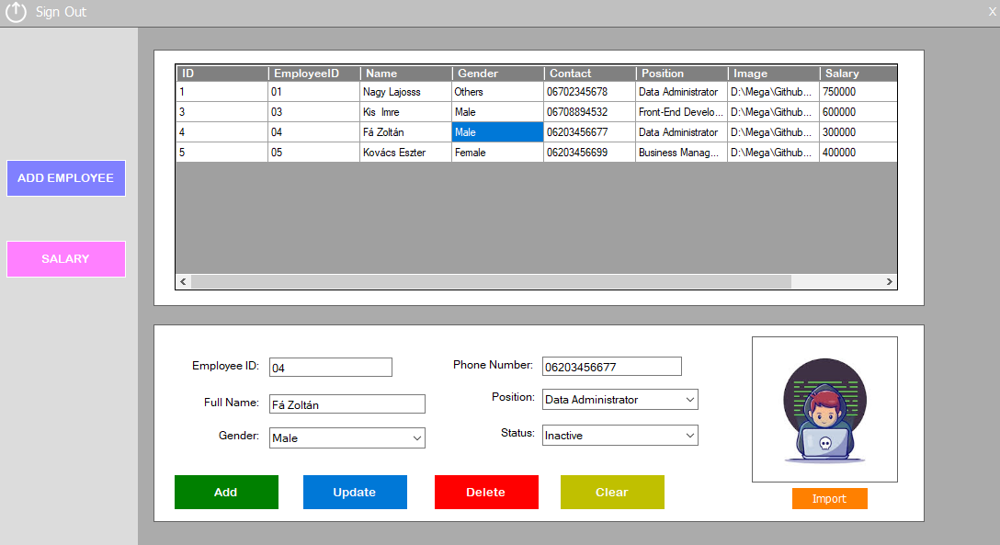 Sign Out X
ID EmployeeID Name Gender Contact Position Image Salary
1 01 Nagy Lajosss Others 06702345678 Data Administrator D:\Mega\Github... 750000
3 03 Kis  Imre Male 06708894532 Front-End Develo... D:\Mega\Github... 600000
4 04 Fá Zoltán Male 06203456677 Data Administrator D:\Mega\Github... 300000
5 05 Kovács Eszter Female 06203456699 Business Manag... D:\Mega\Github... 400000
ADD EMPLOYEE
SALARY
Employee ID: 04 Phone Number: 06203456677
Full Name: Fá Zoltán Position: Data Administrator
Gender: Male Status: Inactive
Add Update Delete Clear Import